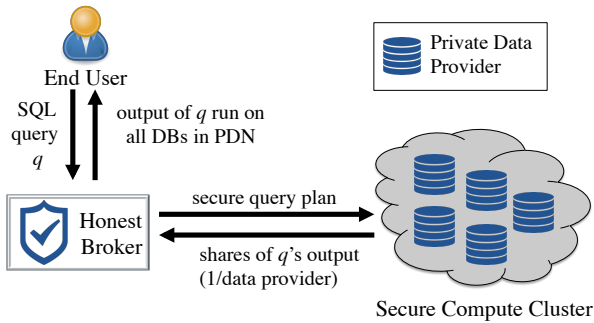 End User
SQL
query
q
output of q run on
all DBs in PDN
Private Data
Provider
Honest
Broker
secure query plan
shares of q's output
(1/data provider)
Secure Compute Cluster